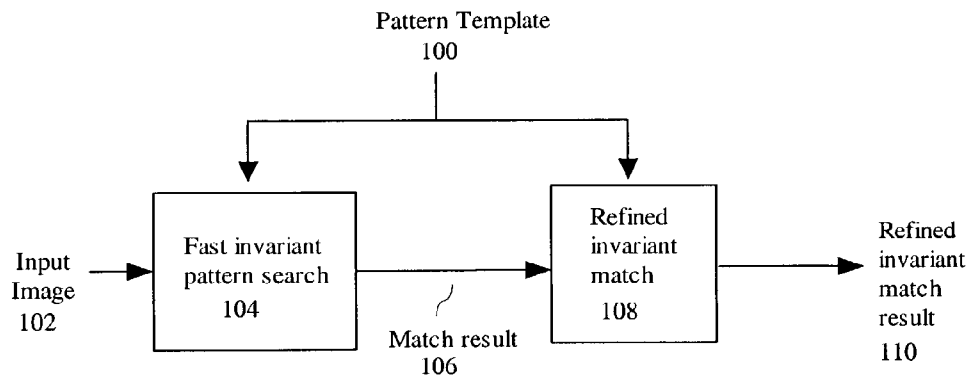 Pattern Template
100
Input
Image
102
Fast invariant
pattern search
104
Match result
106
Refined
invariant
match
108
Refined
invariant
match
result
110